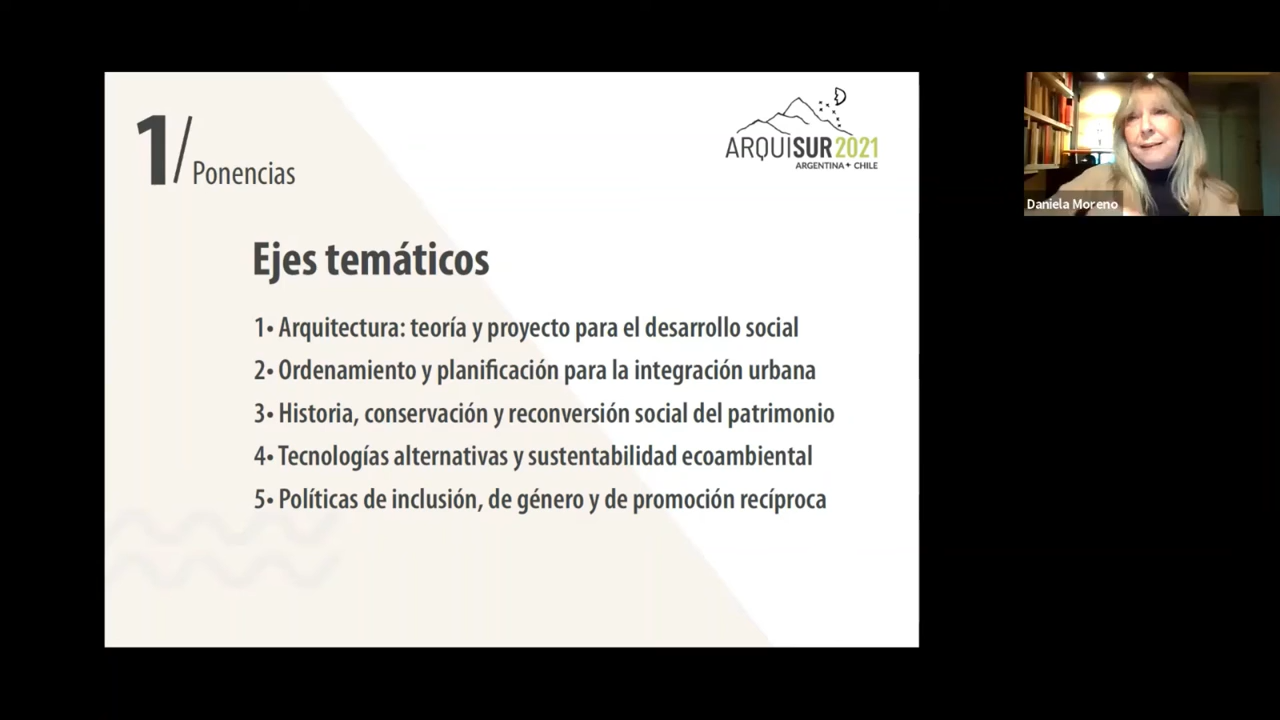 1/ Ponencias
ARQUISUR 2021
ARGENTINA + CHILE
Ejes temáticos
1• Arquitectura: teoría y proyecto para el desarrollo social
2• Ordenamiento y planificación para la integración urbana
3• Historia, conservación y reconversión social del patrimonio
4• Tecnologías alternativas y sustentabilidad ecoambiental
5• Políticas de inclusión, de género y de promoción recíproca
Daniela Moreno